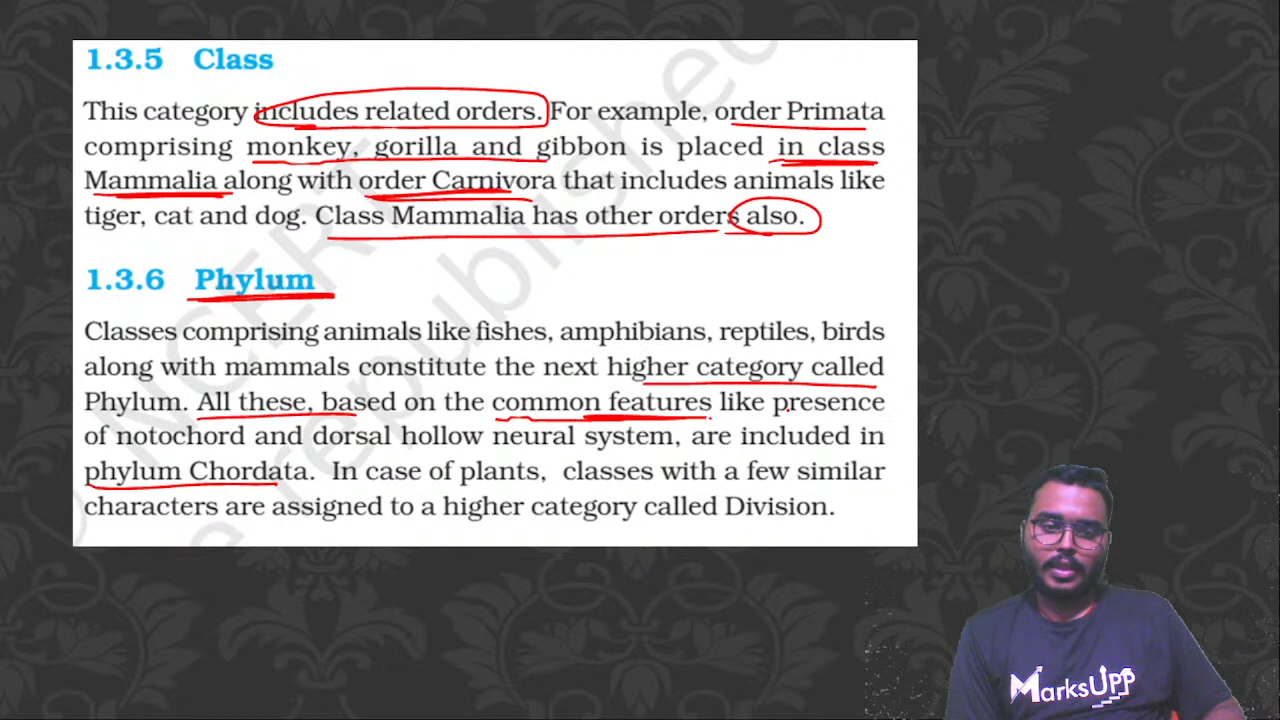 1.3.5 Class
This category includes related orders. For example, order Primata
comprising monkey, gorilla and gibbon is placed in class
Mammalia along with order Carnivora that includes animals like
tiger, cat and dog. Class Mammalia has other orders also.
1.3.6 Phylum
Classes comprising animals like fishes, amphibians, reptiles, birds
along with mammals constitute the next higher category called
Phylum. All these, based on the common features like presence
of notochord and dorsal hollow neural system, are included in
phylum Chordata. In case of plants, classes with a few similar
characters are assigned to a higher category called Division.
© NCERT
be republished
MarksUpp